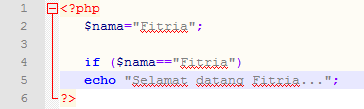 1 <?php
2 $nama="Fitria";
3
4 if ($nama=="Fitria")
5 echo "Selamat datang Fitria...";
6 ?>